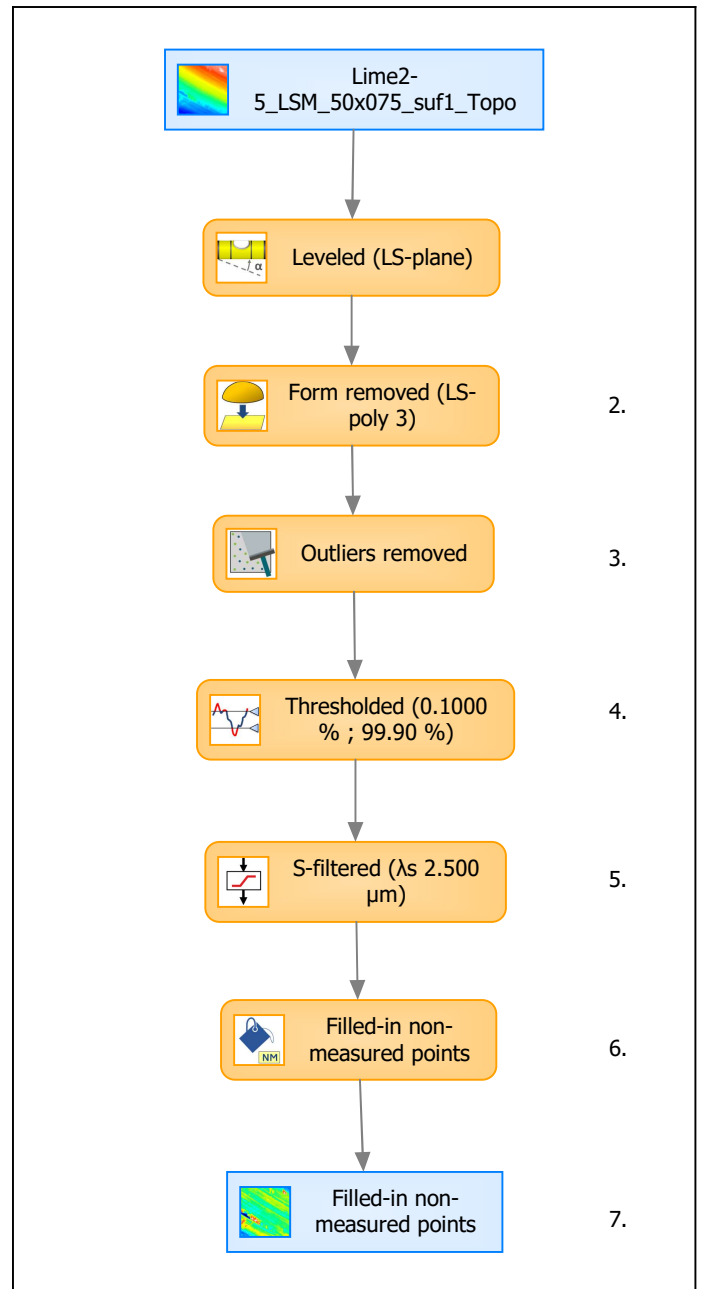 Lime2-
5_LSM_50x075_suf1_Topo
α
Leveled (LS-plane)
Form removed (LS-
poly 3)
2.
Outliers removed
3.
Thresholded (0.1000
% ; 99.90 %)
4.
S-filtered (λs 2.500
µm)
5.
NM
Filled-in non-
measured points
6.
Filled-in non-
measured points
7.